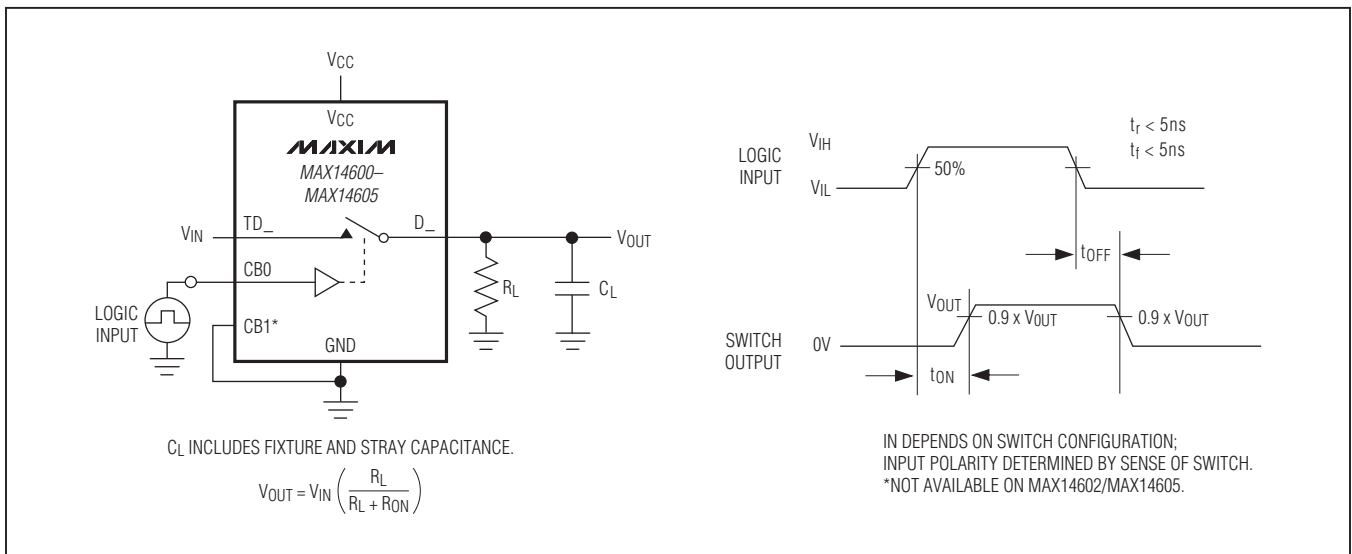 VCC
VCC
MAXIM
MAX14600–
MAX14605
VIN
TD_
D_
VOUT
CB0
LOGIC
INPUT
CB1*
GND
RL
CL
CL INCLUDES FIXTURE AND STRAY CAPACITANCE.
VOUT = VIN ( RL / RL + RON )
LOGIC
INPUT
VIH
VIL
50%
tr < 5ns
tf < 5ns
tOFF
VOUT
0.9 x VOUT
0.9 x VOUT
SWITCH
OUTPUT
0V
tON
IN DEPENDS ON SWITCH CONFIGURATION;
INPUT POLARITY DETERMINED BY SENSE OF SWITCH.
*NOT AVAILABLE ON MAX14602/MAX14605.